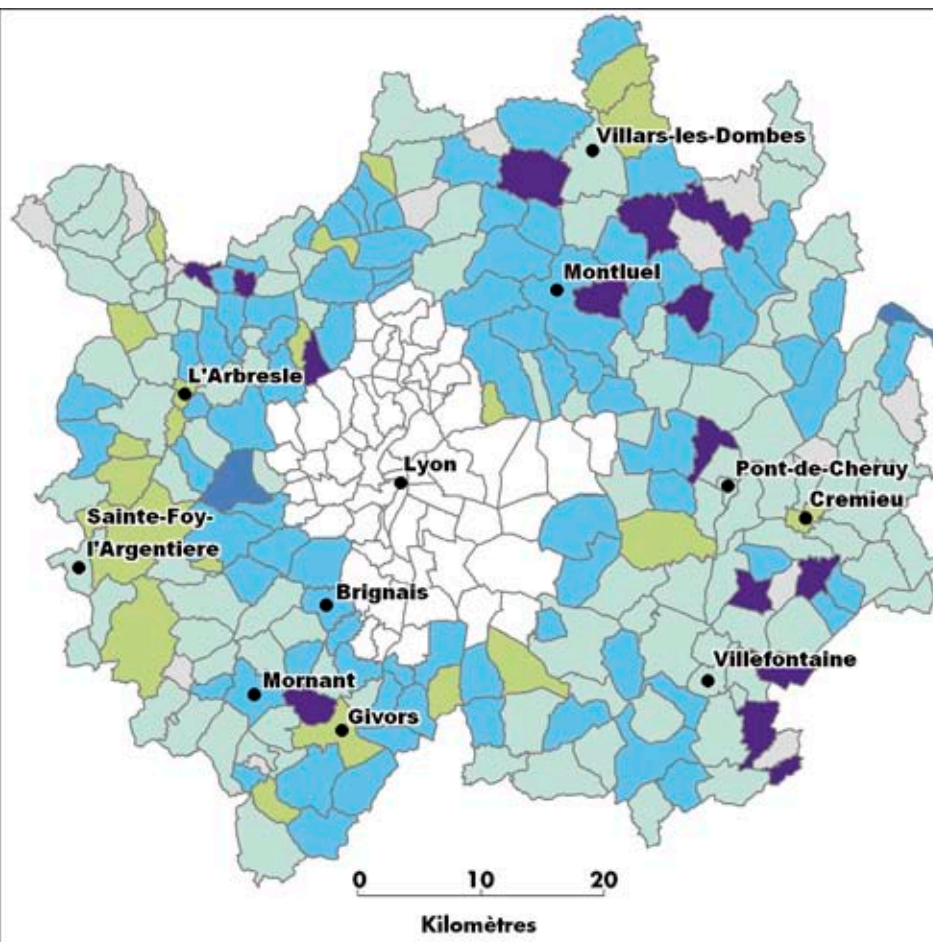 Villars-les-Dombes
Montluel
L'Arbresle
Lyon
Pont-de-Cheruy
Cremieu
Sainte-Foy-
l'Argentiere
Brignais
Villefontaine
Mornant
Givors
0 10 20
Kilomètres